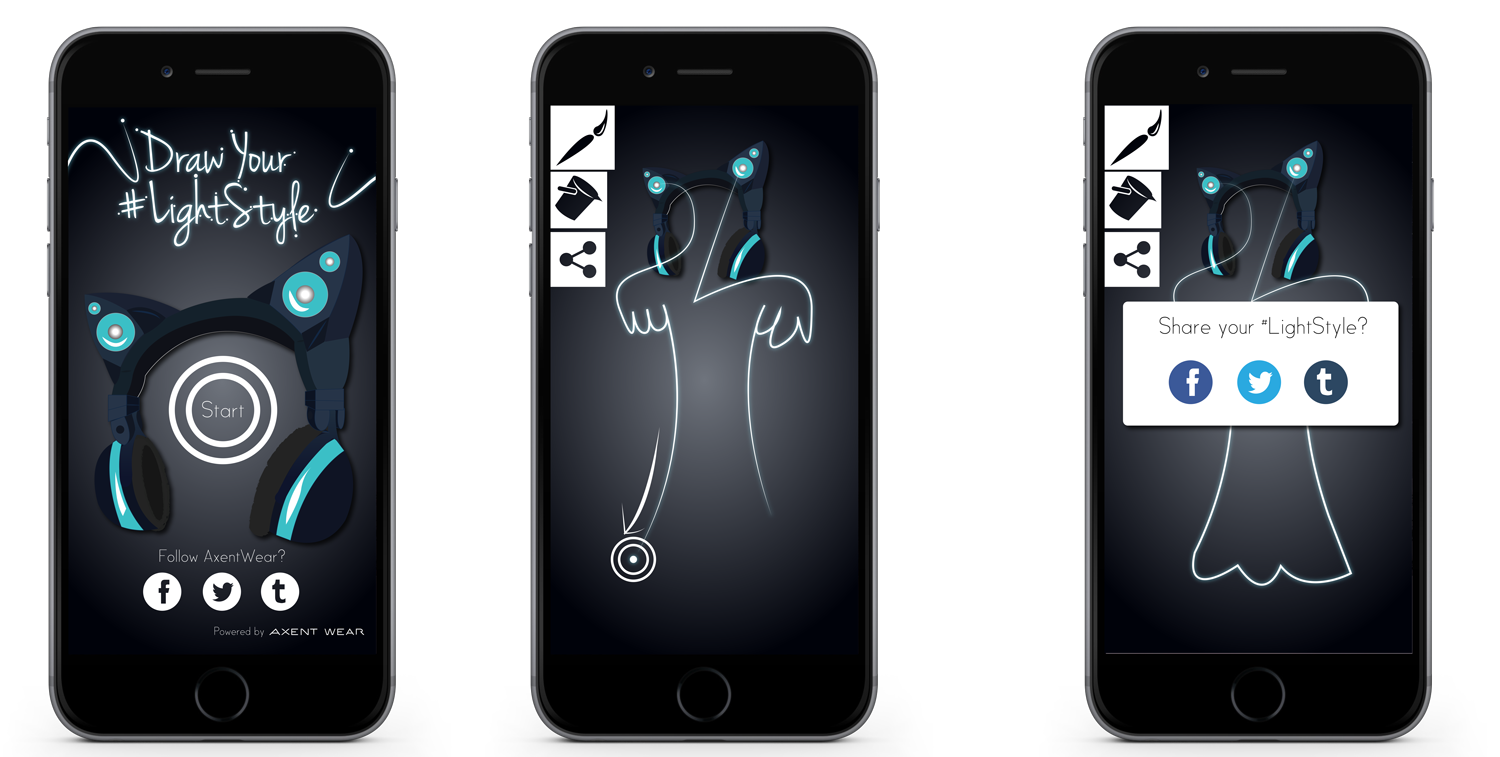 Draw Your
#LightStyle
Start
Follow AxentWear?
Powered by AXENT WEAR
Share your #LightStyle?